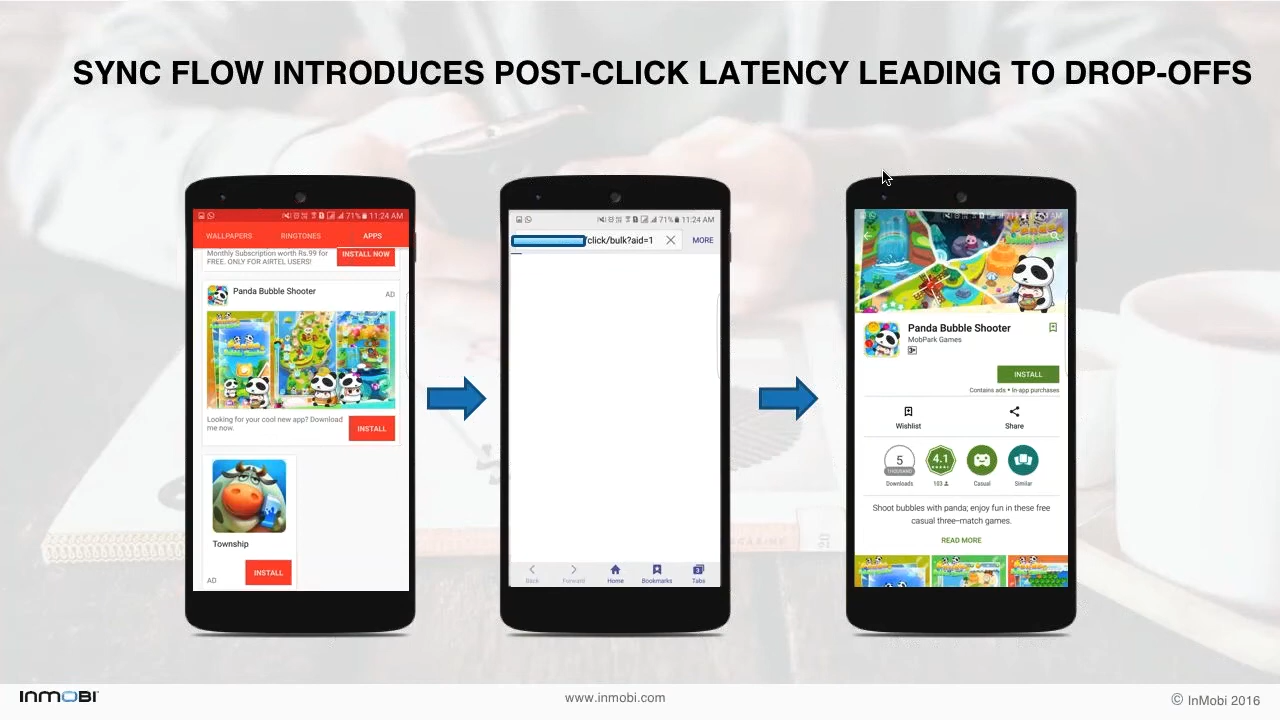 SYNC FLOW INTRODUCES POST-CLICK LATENCY LEADING TO DROP-OFFS
71% 11:24 AM
WALLPAPERS RINGTONES APPS
Monthly Subscription worth Rs.99 for
FREE. ONLY FOR AIRTEL USERS!
INSTALL NOW
Panda Bubble Shooter
AD
Looking for your cool new app? Download
me now.
INSTALL
Township
AD
INSTALL
71% 11:24 AM
/click/bulk?aid=1
MORE
Back Forward Home Bookmarks Tabs
Panda Bubble Shooter
MobPark Games
3+
INSTALL
Contains ads • In-app purchases
Wishlist Share
5
THOUSAND
4.1
Downloads 103 Casual Similar
Shoot bubbles with panda; enjoy fun in these free
casual three-match games.
READ MORE
INMOBI
www.inmobi.com
© InMobi 2016